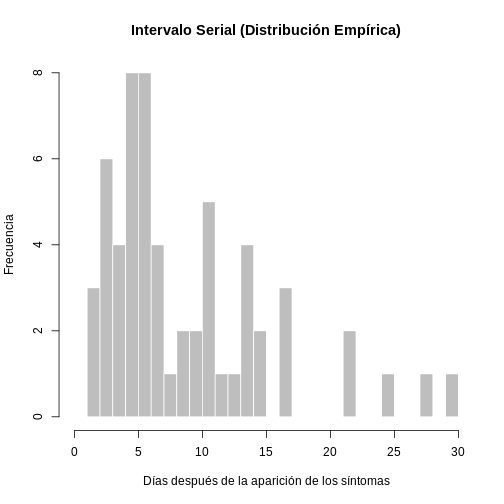 Intervalo Serial (Distribución Empírica)
Frecuencia
8
6
4
2
0
0 5 10 15 20 25 30
Días después de la aparición de los síntomas